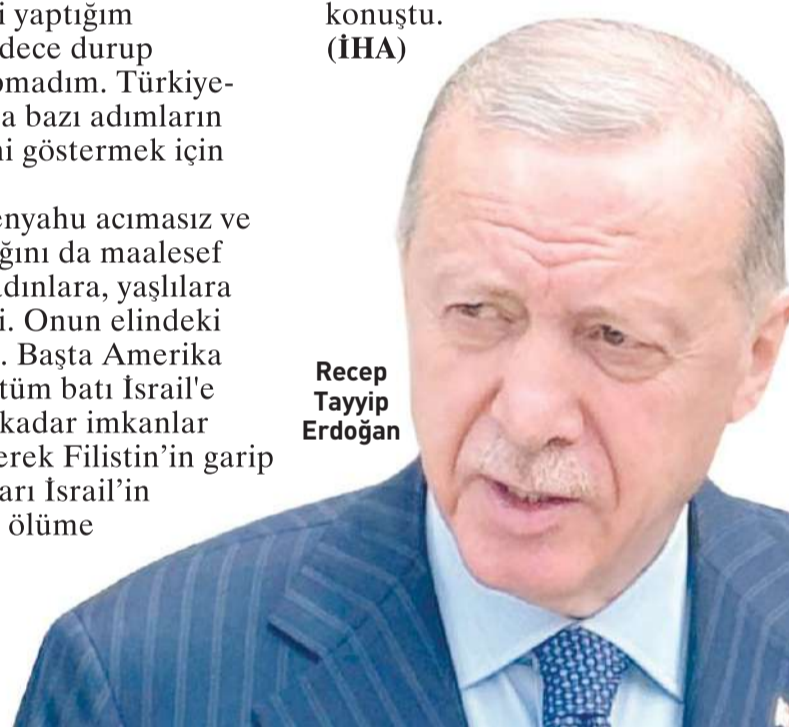 i yaptığım
dece durup
madım. Türkiye-
a bazı adımların
ni göstermek için
enyahu acımasız ve
ğını da maalesef
adınlara, yaşlılara
i. Onun elindeki
. Başta Amerika
tüm batı İsrail'e
kadar imkanlar
erek Filistin’in garip
arı İsrail’in
ölüme
konuştu.
(İHA)
Recep
Tayyip
Erdoğan